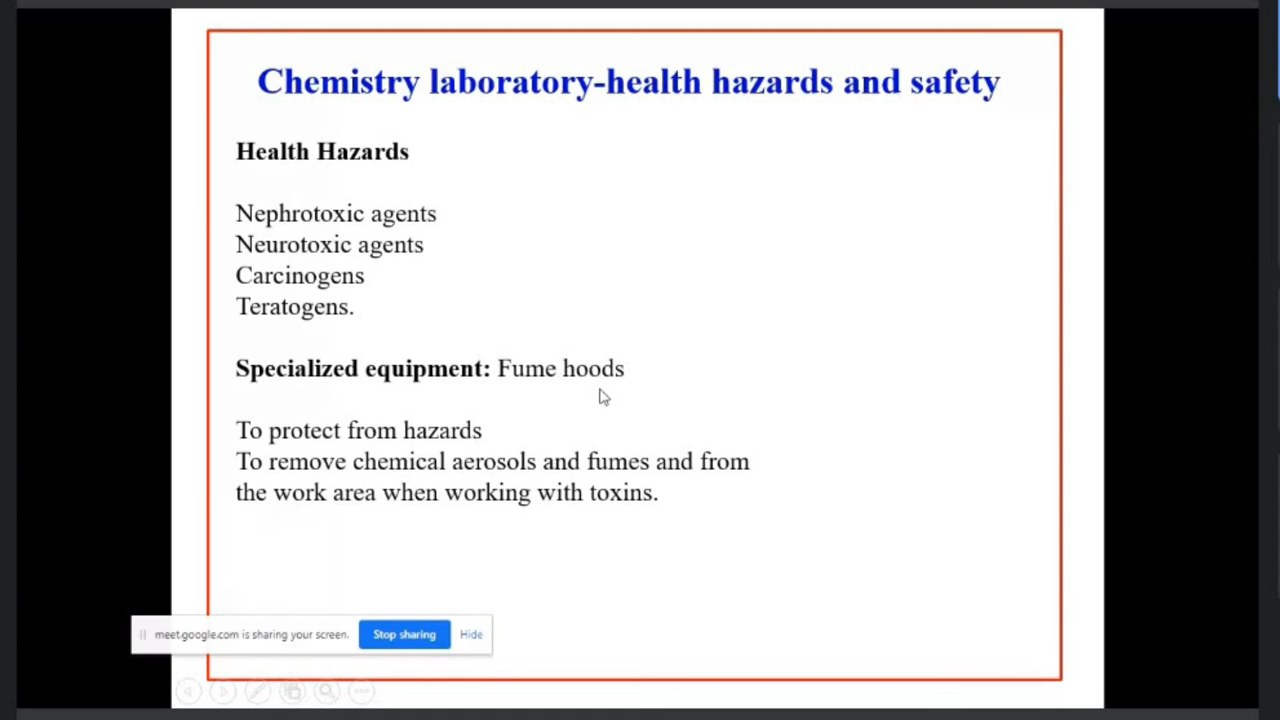 Chemistry laboratory-health hazards and safety
Health Hazards
Nephrotoxic agents
Neurotoxic agents
Carcinogens
Teratogens.
Specialized equipment: Fume hoods
To protect from hazards
To remove chemical aerosols and fumes and from
the work area when working with toxins.
meet.google.com is sharing your screen. Stop sharing Hide